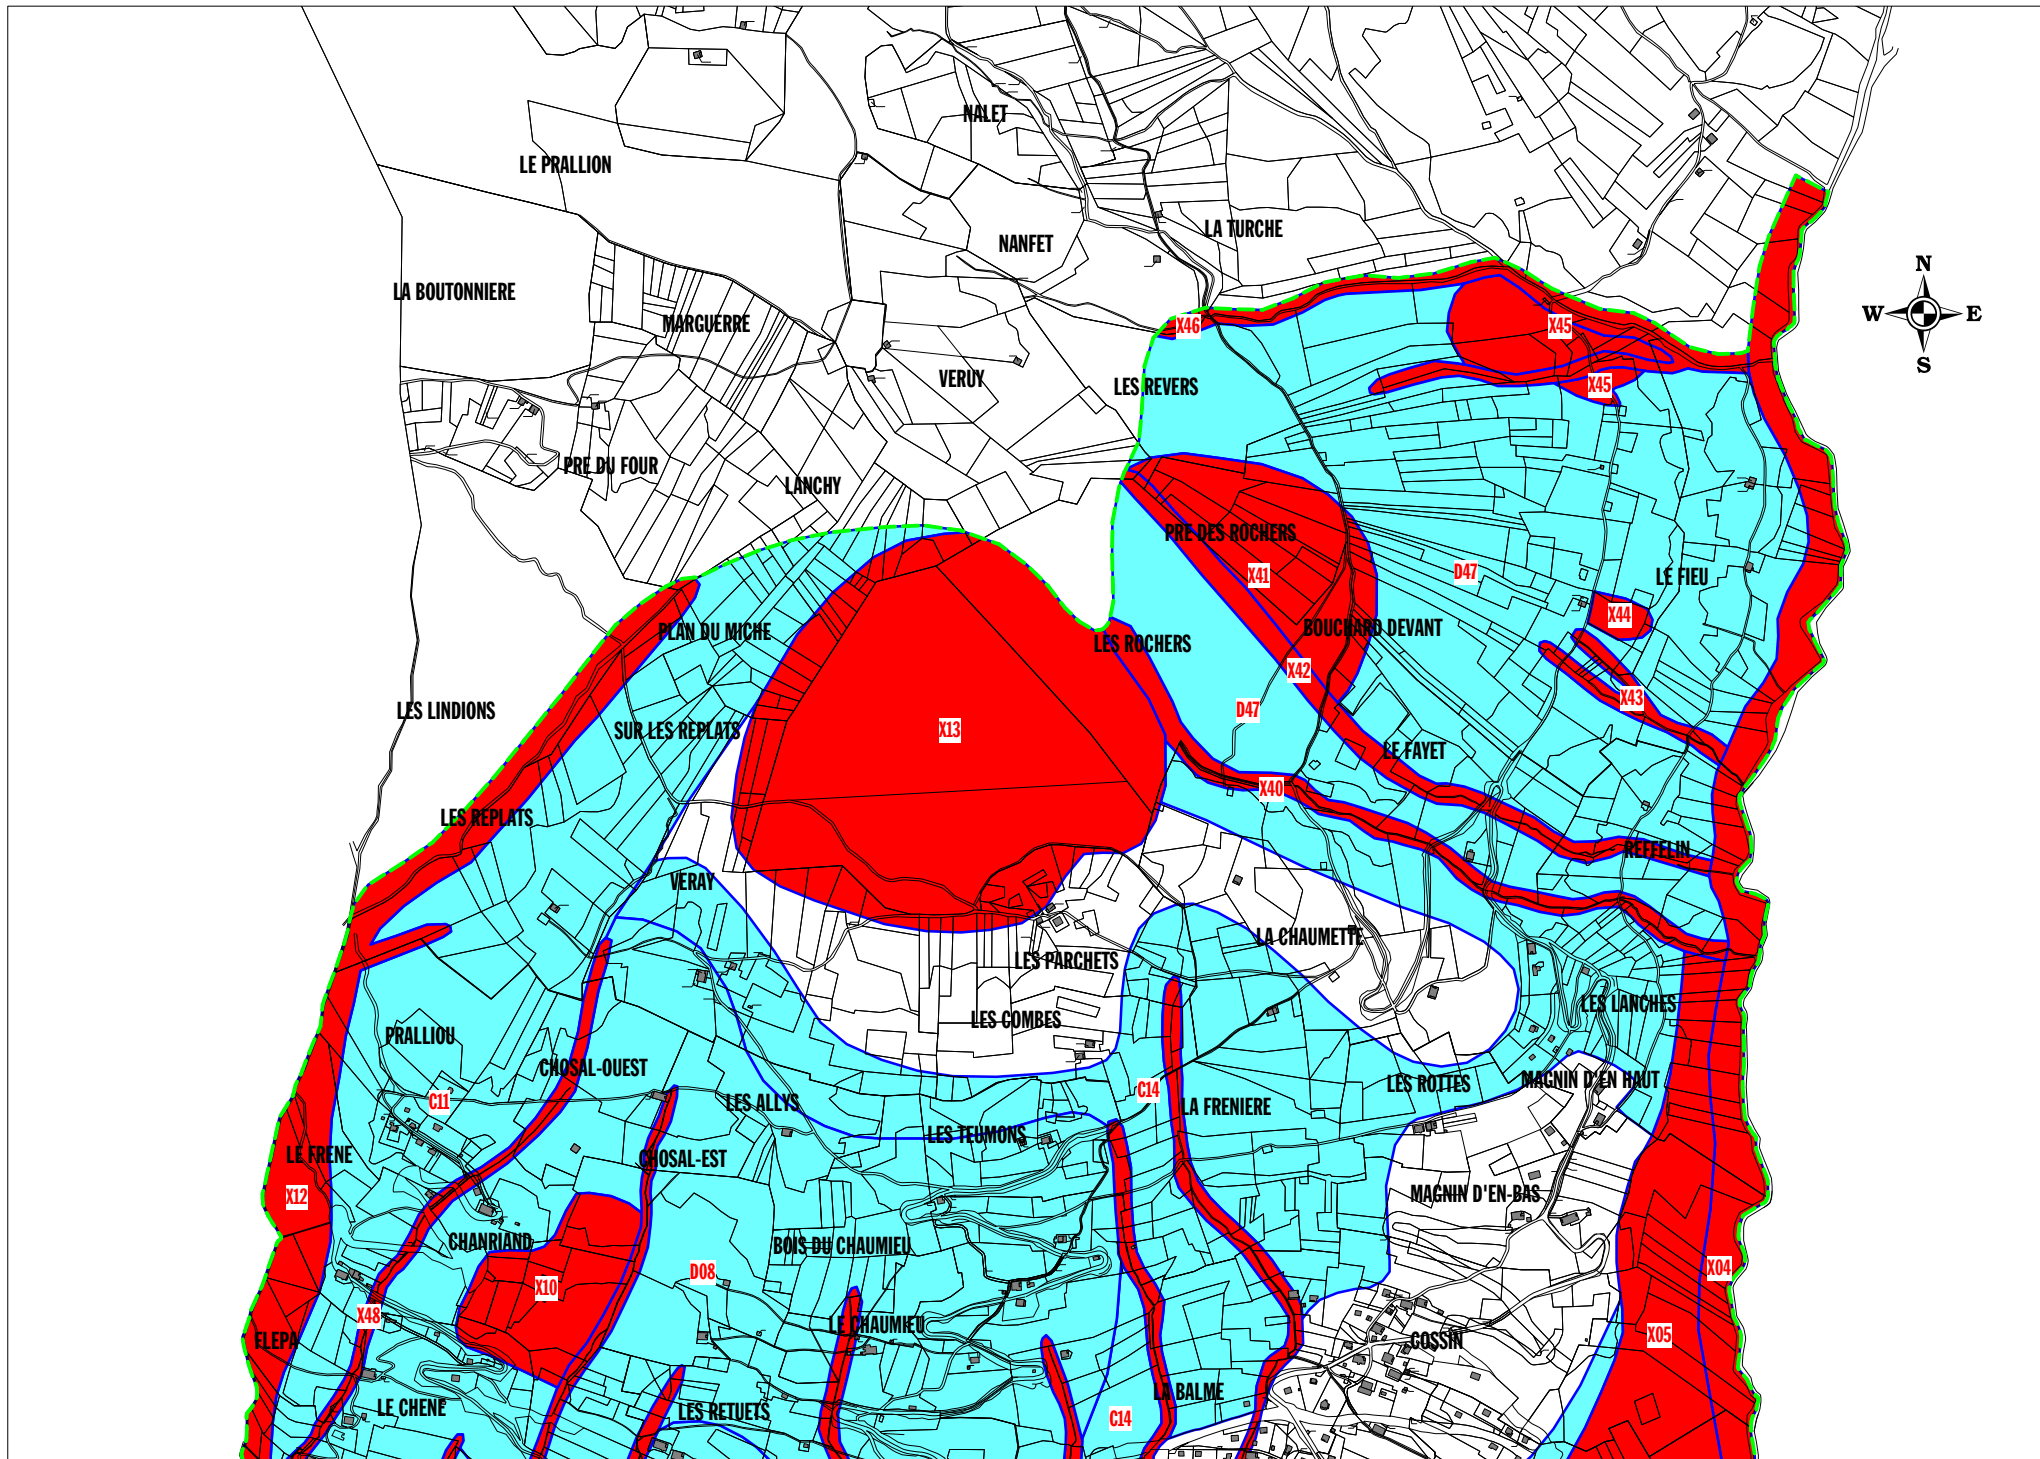 NALET
LE PRALLION
LA TURCHE
NANFET
N
LA BOUTONNIERE
W E
MARGUERRE
X46
X45
S
VERUY
LES REVERS
X45
PRE DU FOUR
LANCHY
PRE DES ROCHERS
X41
D47
LE FIEU
X44
PLAN DU MICHE
BOUCHARD DEVANT
LES ROCHERS
X42
X43
LES LINDIONS
D47
SUR LES REPLATS
X13
LE FAYET
X40
LES REPLATS
REFFELIN
VERAY
LA CHAUMETTE
LES PARCHETS
LES LANCHES
LES COMBES
PRALLIOU
CHOSAL-OUEST
MAGNIN D'EN HAUT
LES ROTTES
C14
C11
LES ALLYS
LA FRENIERE
LES TEUMONS
LE FRENE
CHOSAL-EST
X12
MAGNIN D'EN-BAS
CHANRIAND
BOIS DU CHAUMIEU
X04
D08
X10
X48
LE CHAUMIEU
X05
FLEPA
COSSIN
LA BALME
LE CHENE
LES RETUETS
C14